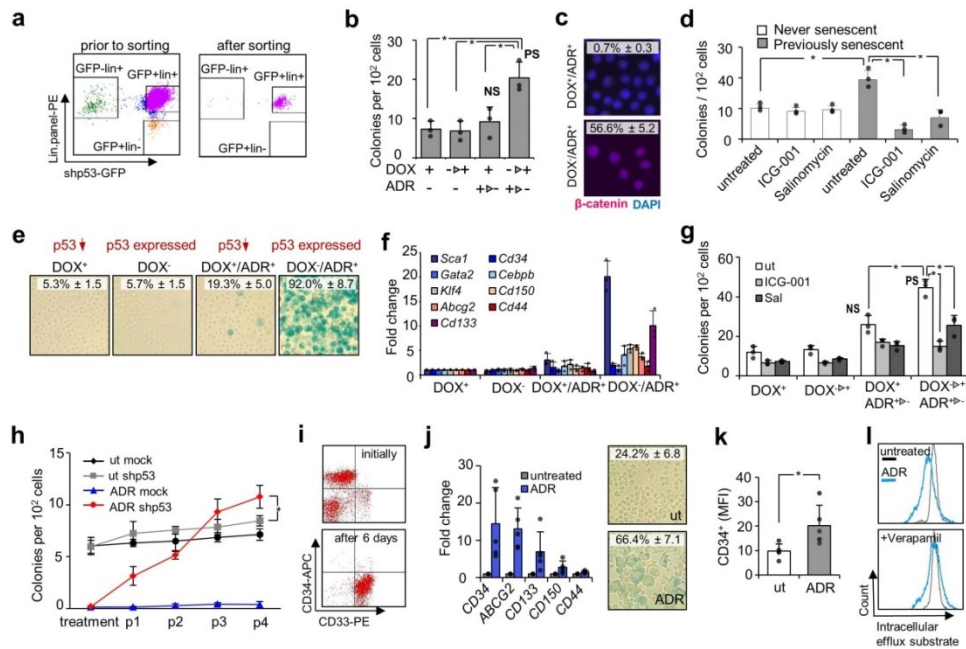 a
prior to sorting
after sorting
GFP-lin+
GFP+lin+
GFP-lin+
GFP+lin+
GFP+lin-
GFP+lin-
Lin.panel-PE
shp53-GFP
b
Colonies per 10² cells
30
20
10
0
*
*
*
NS
PS
DOX + -▷+ + -▷+
ADR - - +▷- +▷-
c
0.7% ± 0.3
DOX⁺/ADR⁺
56.6% ± 5.2
DOX⁻/ADR⁺
β-catenin DAPI
d
Never senescent
Previously senescent
Colonies / 10² cells
30
20
10
0
*
*
*
untreated
ICG-001
Salinomycin
untreated
ICG-001
Salinomycin
e
p53↓ p53 expressed p53↓ p53 expressed
DOX⁺ DOX⁻ DOX⁺/ADR⁺ DOX⁻/ADR⁺
5.3% ± 1.5 5.7% ± 1.5 19.3% ± 5.0 92.0% ± 8.7
f
Fold change
25
20
15
10
5
0
Sca1 Cd34
Gata2 Cebpb
Klf4 Cd150
Abcg2 Cd44
Cd133
DOX⁺ DOX⁻ DOX⁺/ADR⁺ DOX⁻/ADR⁺
g
ut
ICG-001
Sal
Colonies per 10² cells
60
40
20
0
NS
PS
*
*
*
DOX⁺ DOX⁻▷⁺ DOX⁺ DOX⁻▷⁺
ADR⁺▷⁻ ADR⁺▷⁻
h
ut mock
ut shp53
ADR mock
ADR shp53
Colonies per 10² cells
15
10
5
0
*
treatment p1 p2 p3 p4
i
initially
after 6 days
CD34-APC
CD33-PE
j
untreated
ADR
Fold change
30
20
10
0
CD34
ABCG2
CD133
CD150
CD44
24.2% ± 6.8
ut
66.4% ± 7.1
ADR
k
CD34⁺ (MFI)
40
30
20
10
0
*
ut ADR
l
untreated
ADR
+Verapamil
Count
Intracellular
efflux substrate